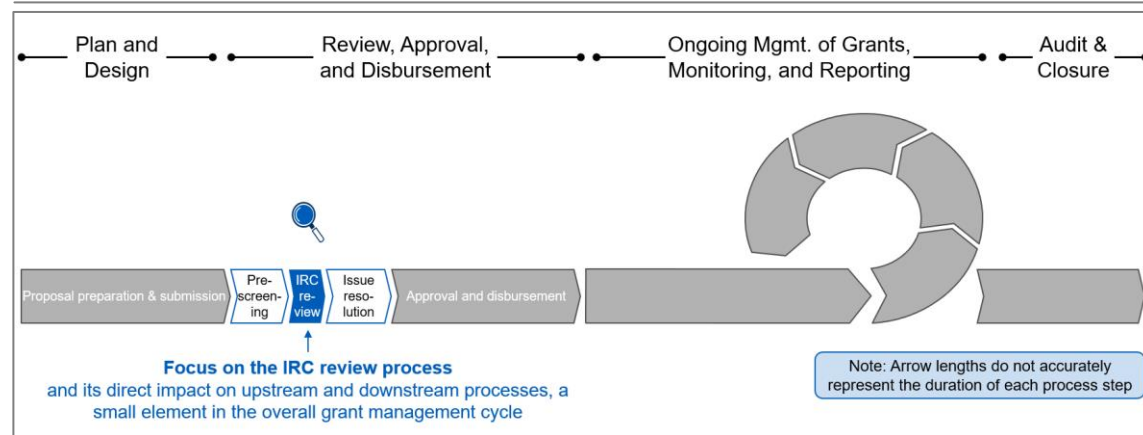 Plan and
Design
Review, Approval,
and Disbursement
Ongoing Mgmt. of Grants,
Monitoring, and Reporting
Audit &
Closure
Proposal preparation & submission
Pre-
screen-
ing
IRC
re-
view
Issue
reso-
lution
Approval and disbursement
Focus on the IRC review process
and its direct impact on upstream and downstream processes, a
small element in the overall grant management cycle
Note: Arrow lengths do not accurately
represent the duration of each process step